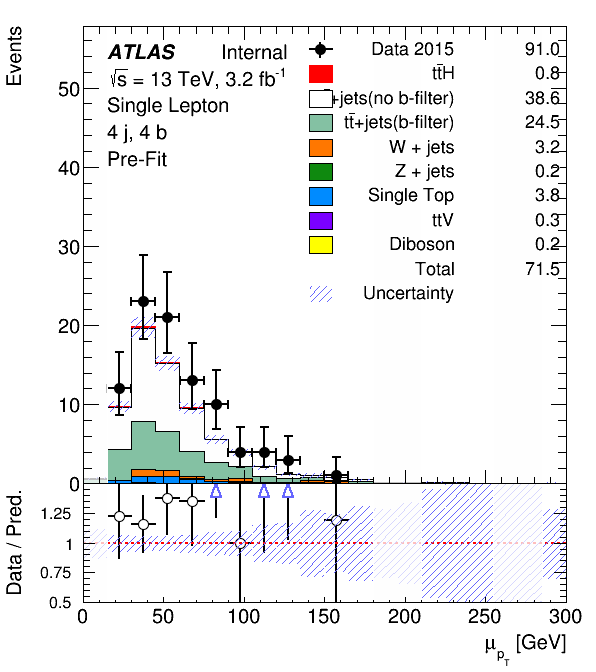 Events
ATLAS Internal
√s = 13 TeV, 3.2 fb⁻¹
Single Lepton
4 j, 4 b
Pre-Fit
Data 2015 91.0
tt̄H 0.8
+jets(no b-filter) 38.6
tt̄+jets(b-filter) 24.5
W + jets 3.2
Z + jets 0.2
Single Top 3.8
ttV 0.3
Diboson 0.2
Total 71.5
Uncertainty
50
40
30
20
10
0
Data / Pred.
1.25
1
0.75
0.5
0 50 100 150 200 250 300
μ_pT [GeV]